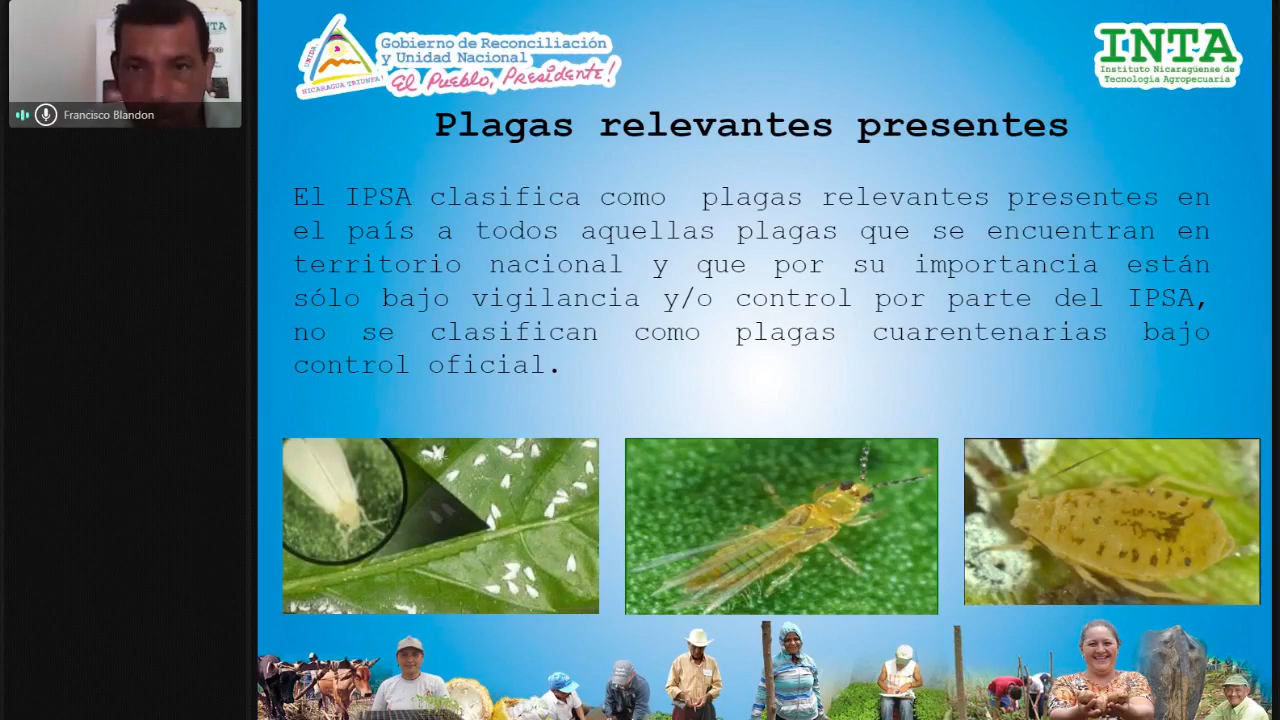 INTA
Francisco Blandon
UNIDA,
NICARAGUA TRIUNFA!
Gobierno de Reconciliación
y Unidad Nacional
El Pueblo, Presidente!
INTA
Instituto Nicaragüense de
Tecnología Agropecuaria
Plagas relevantes presentes
El IPSA clasifica como plagas relevantes presentes en
el país a todos aquellas plagas que se encuentran en
territorio nacional y que por su importancia están
sólo bajo vigilancia y/o control por parte del IPSA,
no se clasifican como plagas cuarentenarias bajo
control oficial.